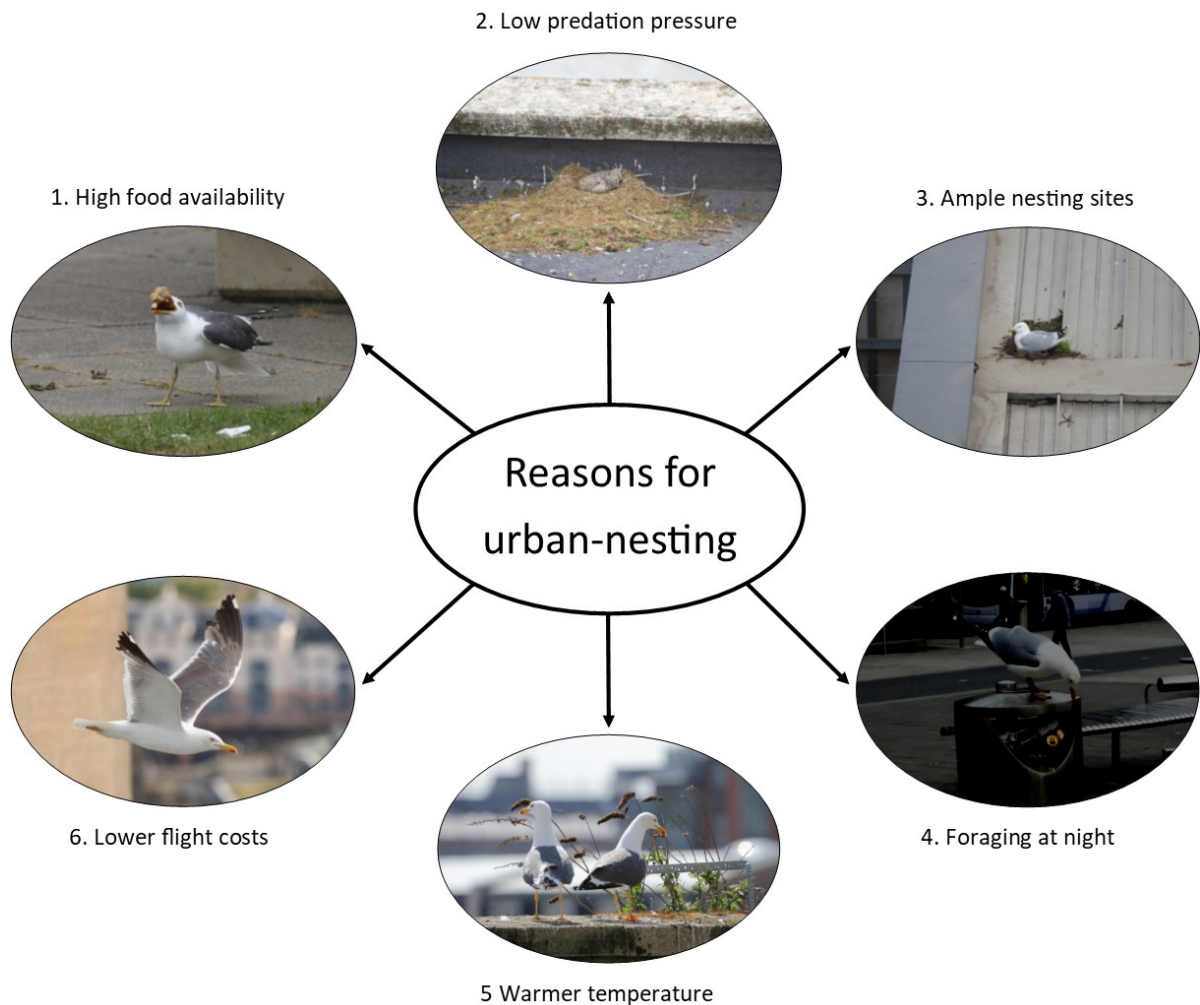 2. Low predation pressure
1. High food availability
3. Ample nesting sites
Reasons for
urban-nesting
6. Lower flight costs
4. Foraging at night
5 Warmer temperature